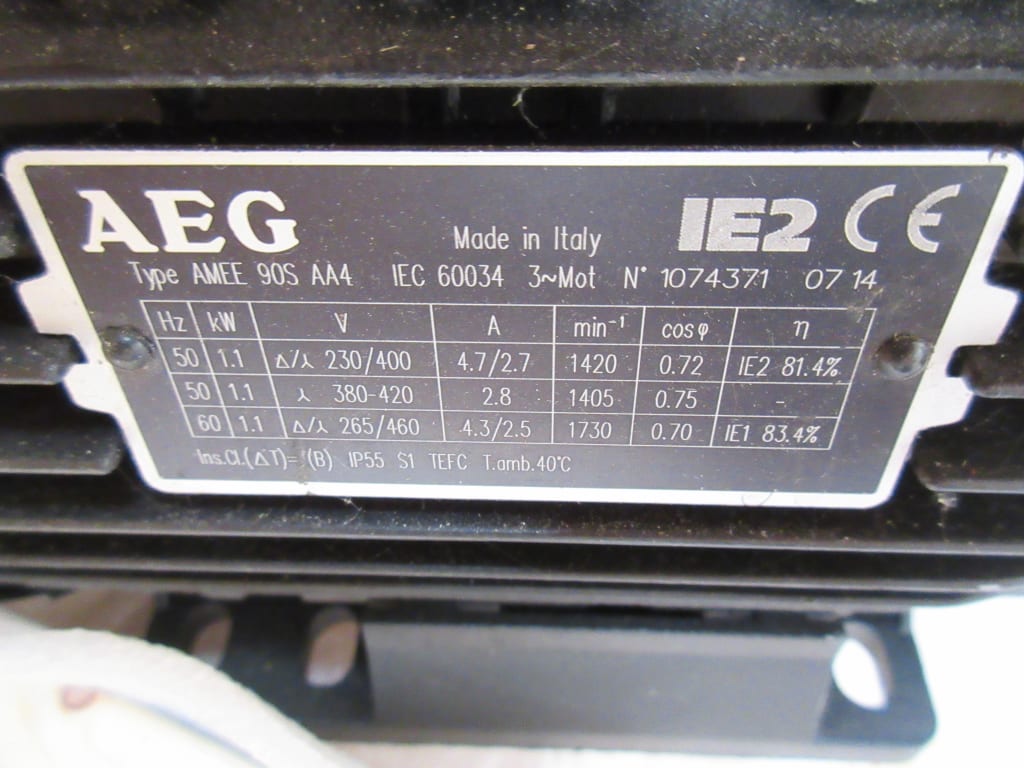 AEG
Made in Italy
IE2 CE
Type AMEE 90S AA4 IEC 60034 3~Mot N° 1074371 07 14
Hz kW V A min⁻¹ cosφ η
50 1.1 Δ/⅄ 230/400 4.7/2.7 1420 0.72 IE2 81.4%
50 1.1 ⅄ 380-420 2.8 1405 0.75 -
60 1.1 Δ/⅄ 265/460 4.3/2.5 1730 0.70 IE1 83.4%
Ins.Cl.(ΔT)= (B) IP55 S1 TEFC T.amb.40°C